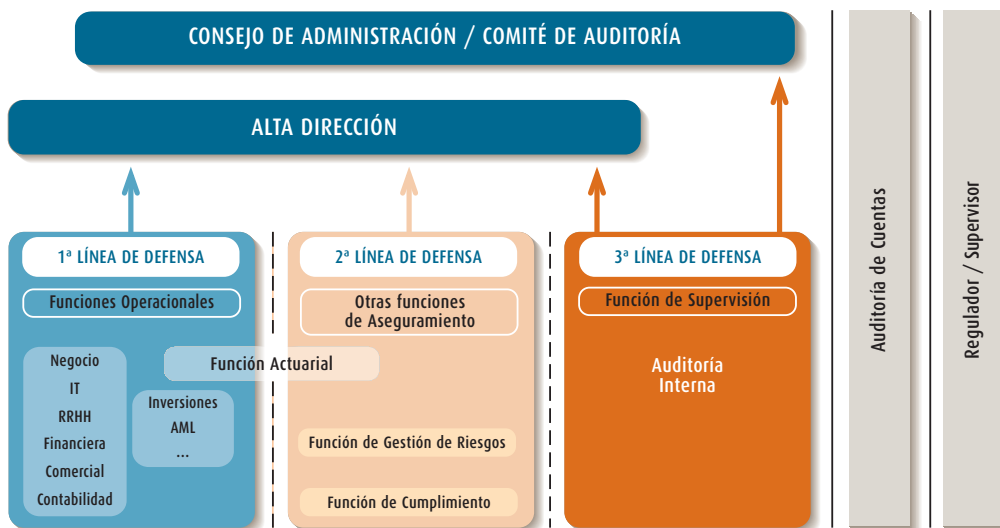 CONSEJO DE ADMINISTRACIÓN / COMITÉ DE AUDITORÍA
ALTA DIRECCIÓN
1ª LÍNEA DE DEFENSA
Funciones Operacionales
Negocio
IT
RRHH
Financiera
Comercial
Contabilidad
Inversiones
AML
...
Función Actuarial
2ª LÍNEA DE DEFENSA
Otras funciones
de Aseguramiento
Función de Gestión de Riesgos
Función de Cumplimiento
3ª LÍNEA DE DEFENSA
Función de Supervisión
Auditoría
Interna
Auditoría de Cuentas
Regulador / Supervisor